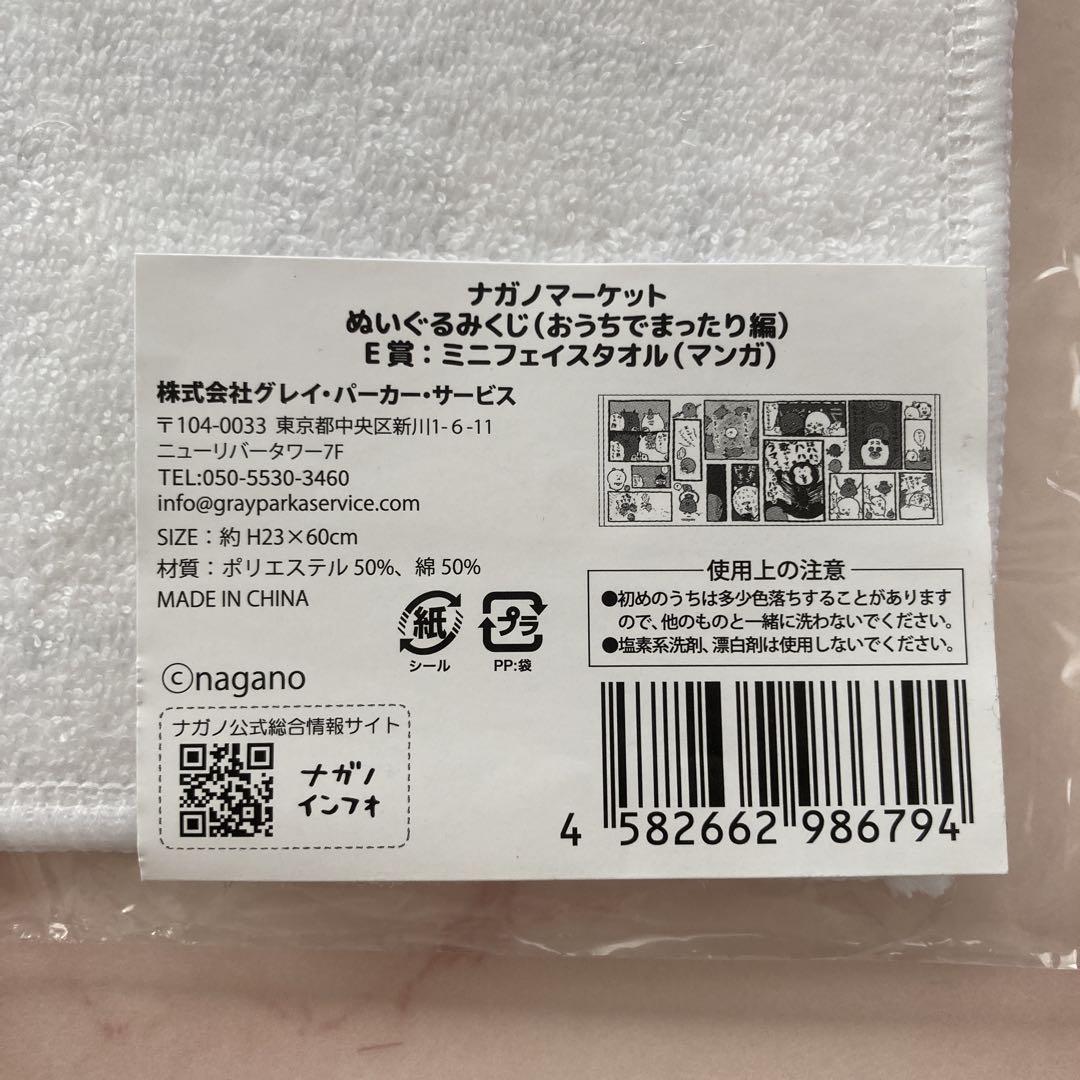 ナガノマーケット
ぬいぐるみくじ(おうちでまったり編)
E賞：ミニフェイスタオル(マンガ)
株式会社グレイ・パーカー・サービス
〒104-0033 東京都中央区新川1-6-11
ニューリバータワー7F
TEL:050-5530-3460
info@grayparkaservice.com
SIZE：約 H23×60cm
材質：ポリエステル 50%、綿 50%
MADE IN CHINA
紙
シール
プラ
PP:袋
©nagano
ナガノ公式総合情報サイト
ナガノ
インフォ
使用上の注意
●初めのうちは多少色落ちすることがあります
ので、他のものと一緒に洗わないでください。
●塩素系洗剤、漂白剤は使用しないでください。
4 582662 986794